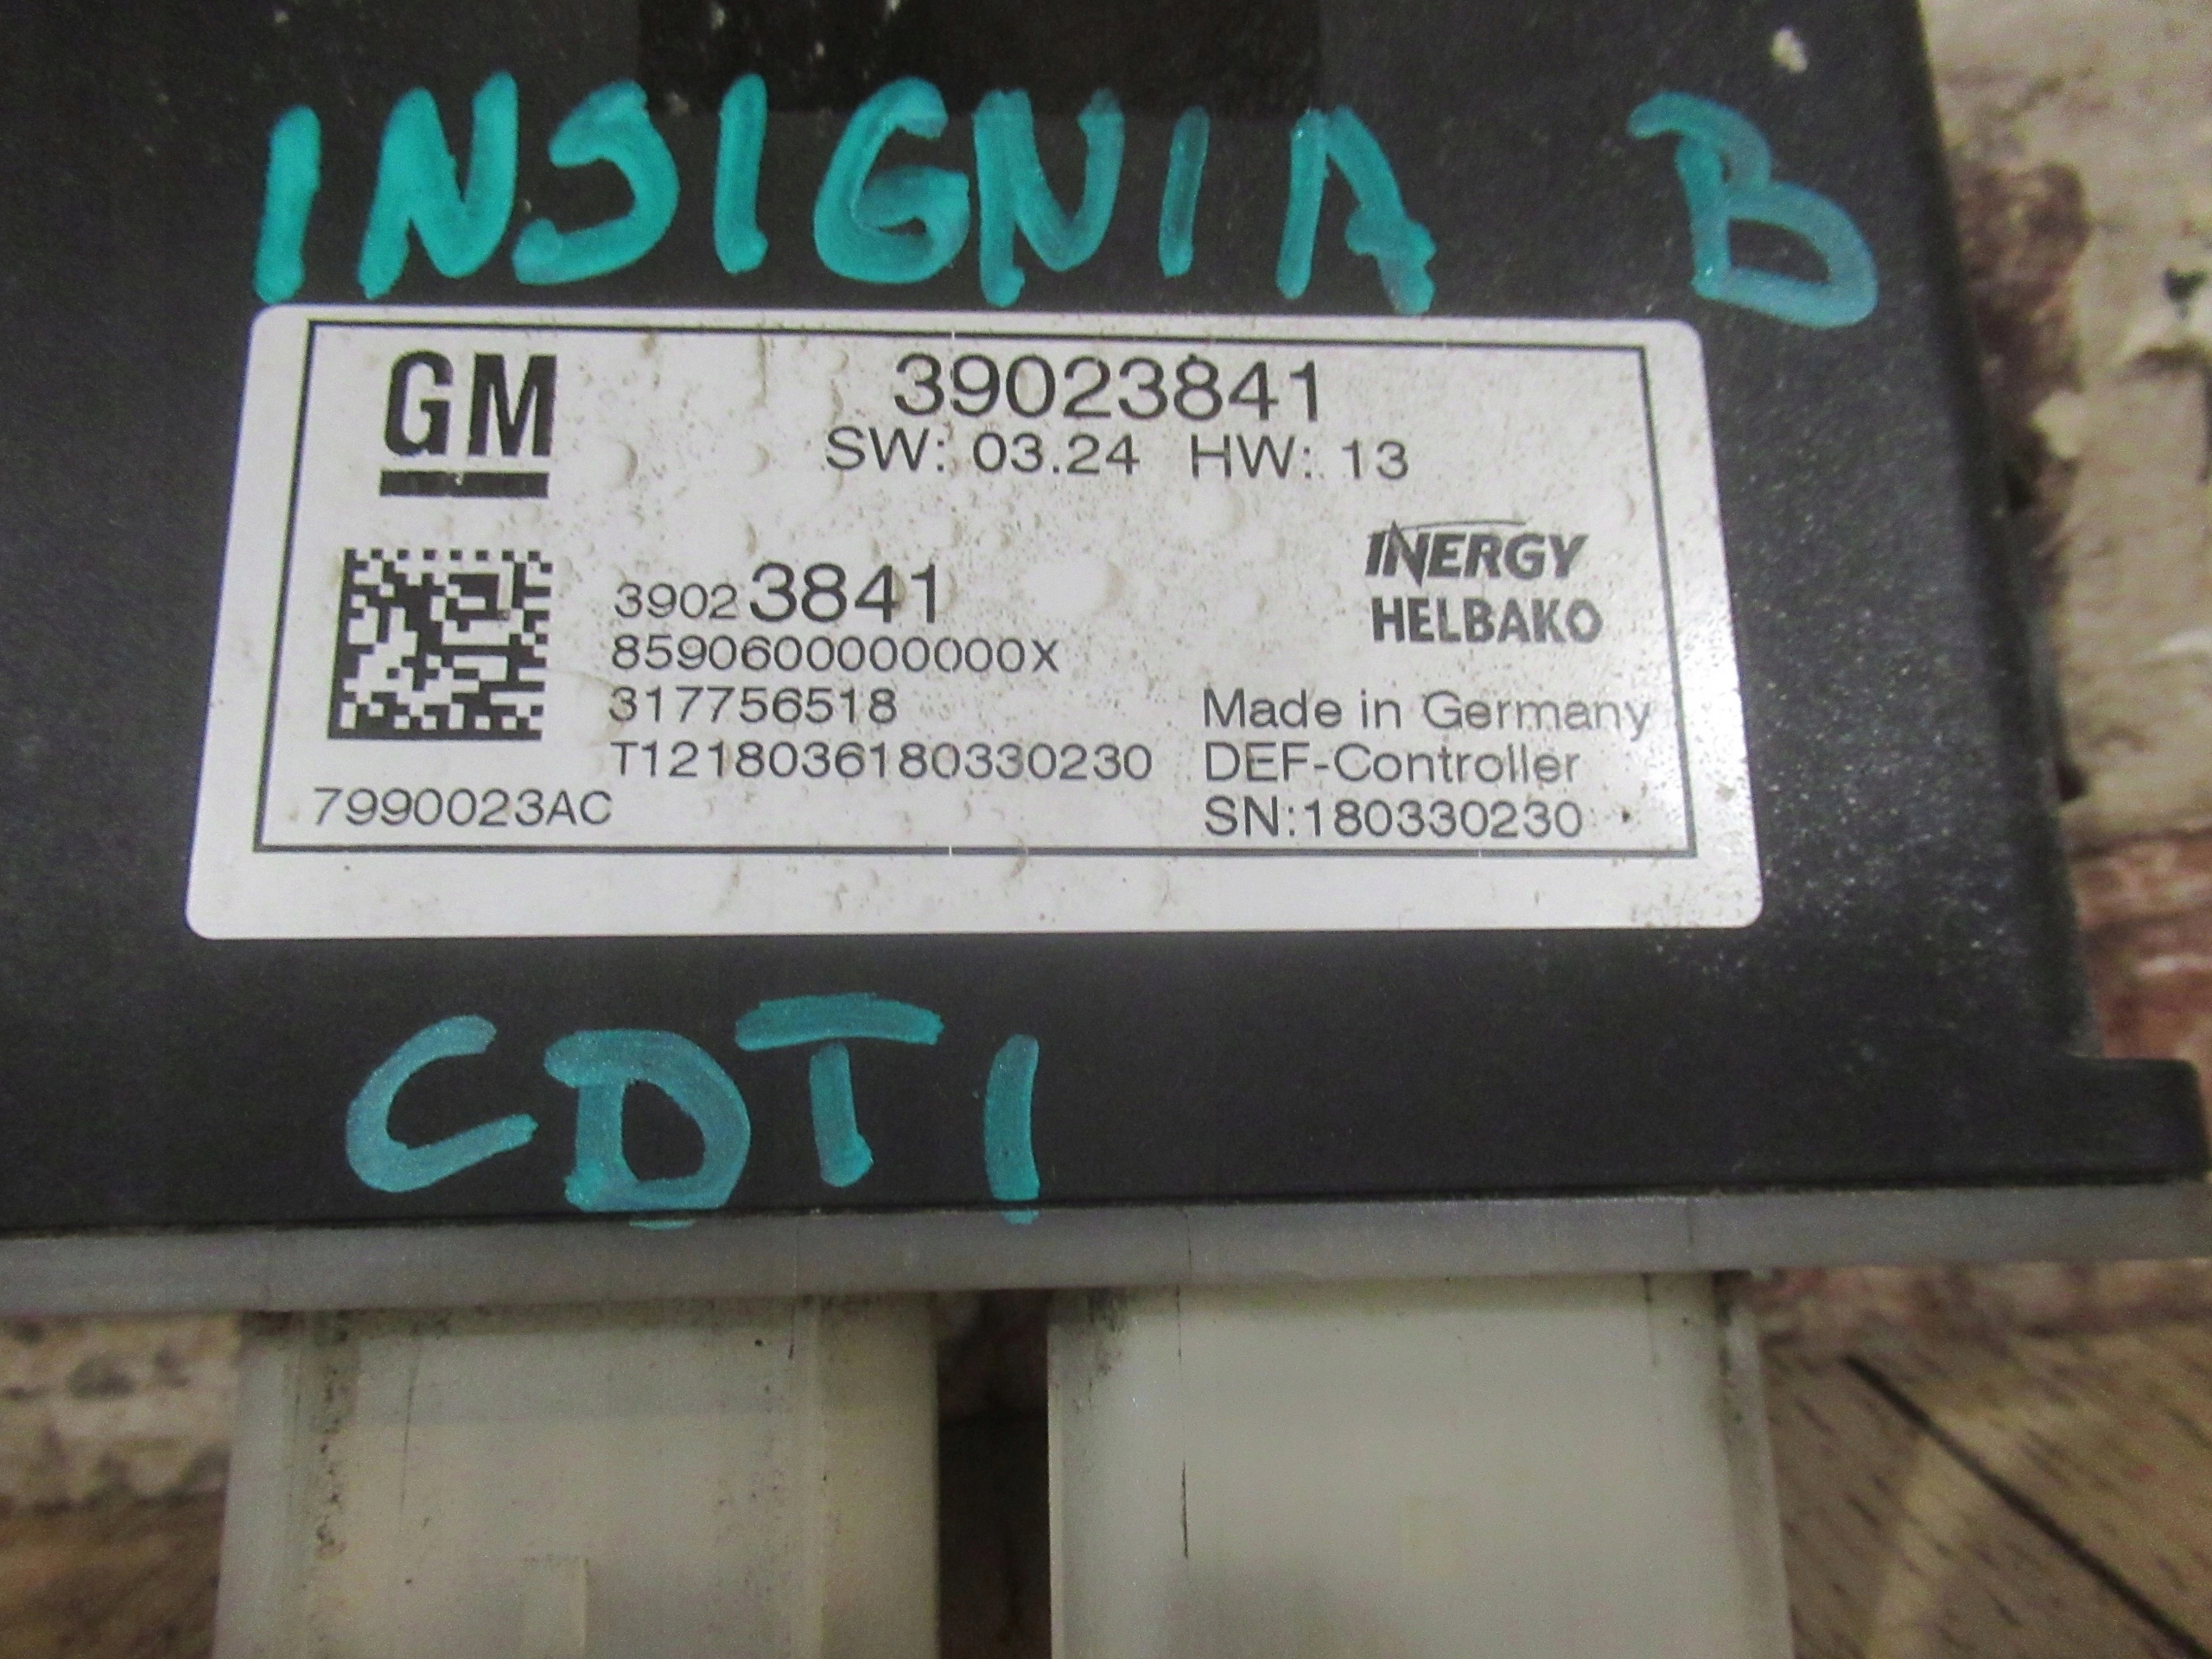 INSIGNIA B
GM
39023841
SW: 03.24 HW: 13
INERGY
HELBAKO
39023841
8590600000000X
317756518
T1218036180330230
7990023AC
Made in Germany
DEF-Controller
SN:180330230
CDTI